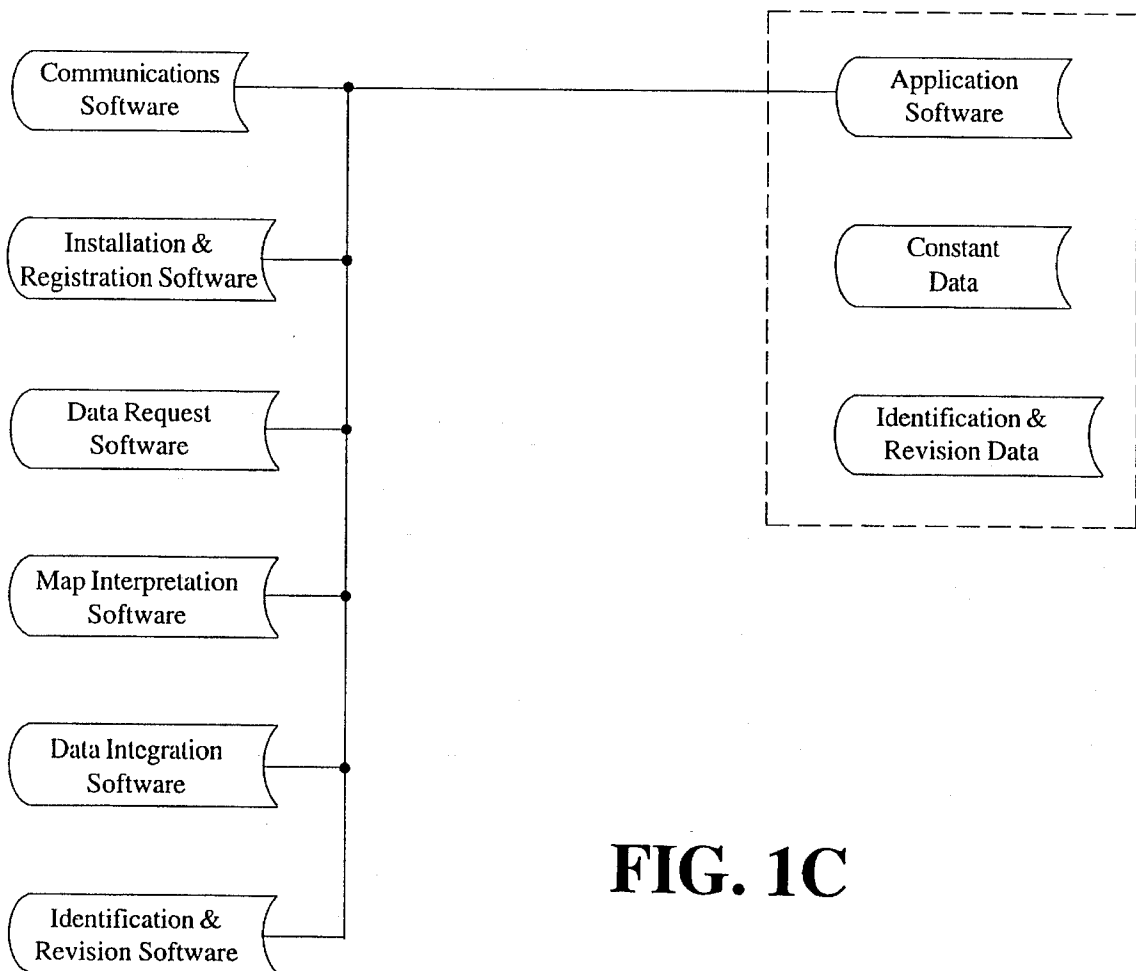 Communications
Software
Installation &
Registration Software
Data Request
Software
Map Interpretation
Software
Data Integration
Software
Identification &
Revision Software
Application
Software
Constant
Data
Identification &
Revision Data
FIG. 1C